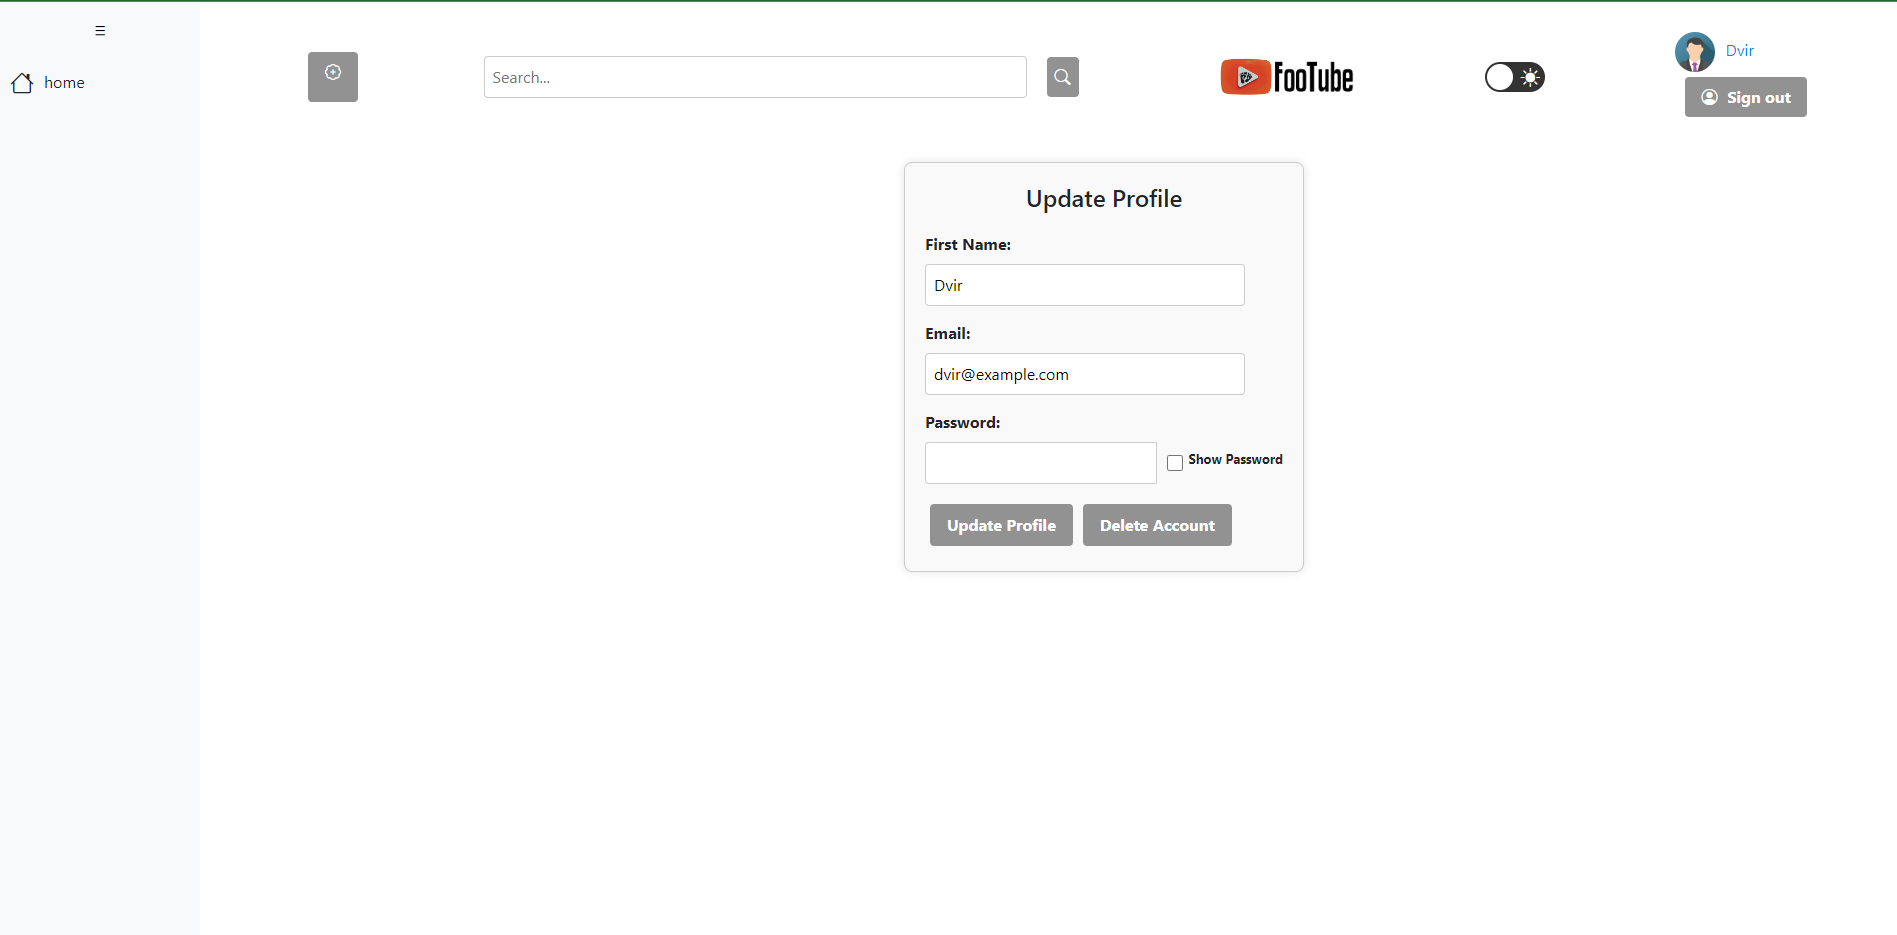 ☰
home
Search...
FooTube
Dvir
Sign out
Update Profile
First Name:
Dvir
Email:
dvir@example.com
Password:
Show Password
Update Profile Delete Account